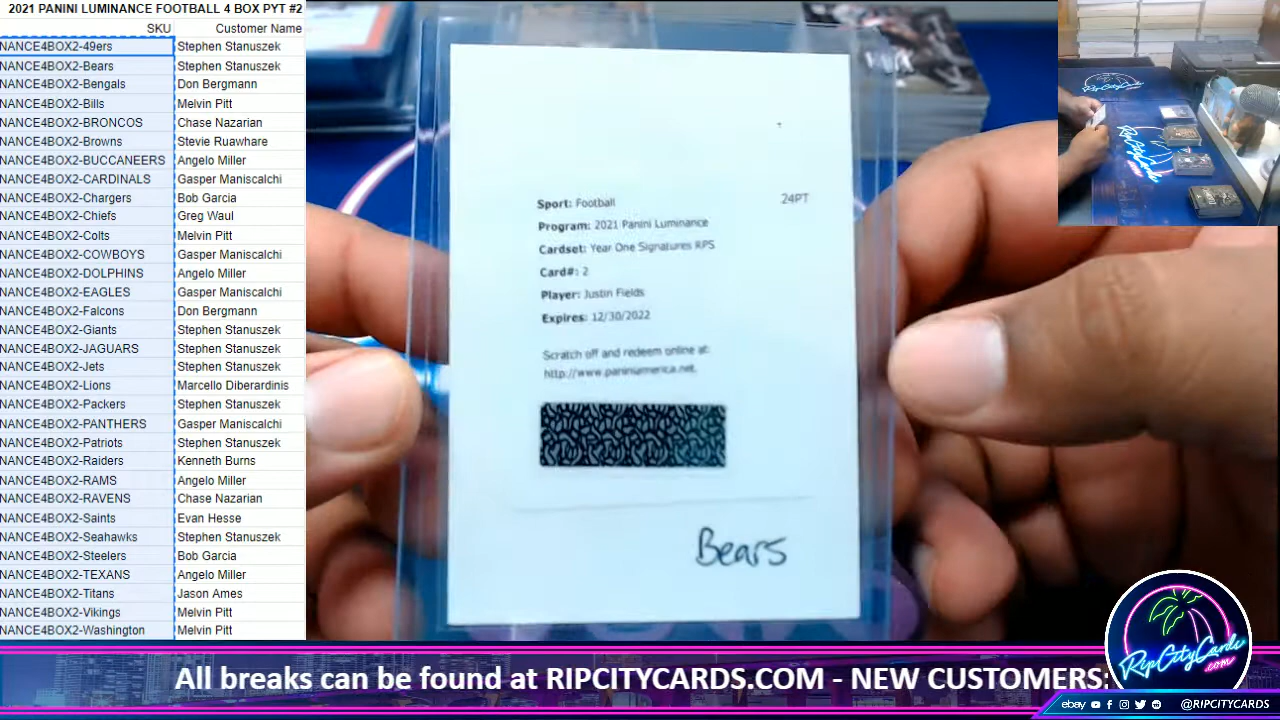 2021 PANINI LUMINANCE FOOTBALL 4 BOX PYT #2
SKU Customer Name
NANCE4BOX2-49ers Stephen Stanuszek
NANCE4BOX2-Bears Stephen Stanuszek
NANCE4BOX2-Bengals Don Bergmann
NANCE4BOX2-Bills Melvin Pitt
NANCE4BOX2-BRONCOS Chase Nazarian
NANCE4BOX2-Browns Stevie Ruawhare
NANCE4BOX2-BUCCANEERS Angelo Miller
NANCE4BOX2-CARDINALS Gasper Maniscalchi
NANCE4BOX2-Chargers Bob Garcia
NANCE4BOX2-Chiefs Greg Waul
NANCE4BOX2-Colts Melvin Pitt
NANCE4BOX2-COWBOYS Gasper Maniscalchi
NANCE4BOX2-DOLPHINS Angelo Miller
NANCE4BOX2-EAGLES Gasper Maniscalchi
NANCE4BOX2-Falcons Don Bergmann
NANCE4BOX2-Giants Stephen Stanuszek
NANCE4BOX2-JAGUARS Stephen Stanuszek
NANCE4BOX2-Jets Stephen Stanuszek
NANCE4BOX2-Lions Marcello Diberardinis
NANCE4BOX2-Packers Stephen Stanuszek
NANCE4BOX2-PANTHERS Gasper Maniscalchi
NANCE4BOX2-Patriots Stephen Stanuszek
NANCE4BOX2-Raiders Kenneth Burns
NANCE4BOX2-RAMS Angelo Miller
NANCE4BOX2-RAVENS Chase Nazarian
NANCE4BOX2-Saints Evan Hesse
NANCE4BOX2-Seahawks Stephen Stanuszek
NANCE4BOX2-Steelers Bob Garcia
NANCE4BOX2-TEXANS Angelo Miller
NANCE4BOX2-Titans Jason Ames
NANCE4BOX2-Vikings Melvin Pitt
NANCE4BOX2-Washington Melvin Pitt
24PT
Sport: Football
Program: 2021 Panini Luminance
Cardset: Year One Signatures RPS
Card#: 2
Player: Justin Fields
Expires: 12/30/2022
Scratch off and redeem online at:
http://www.paniniamerica.net.
Bears
RipCityCards
RipCityCards
.com
All breaks can be found at RIPCITYCARDS.COM - NEW CUSTOMERS:
ebay @RIPCITYCARDS